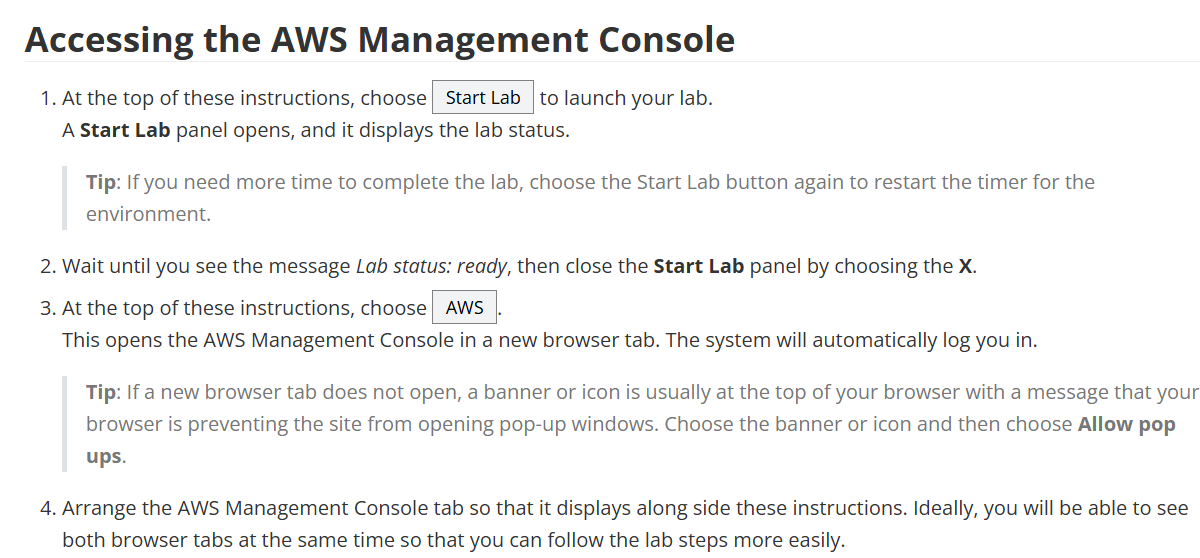 Accessing the AWS Management Console
1. At the top of these instructions, choose Start Lab to launch your lab.
A Start Lab panel opens, and it displays the lab status.
Tip: If you need more time to complete the lab, choose the Start Lab button again to restart the timer for the
environment.
2. Wait until you see the message Lab status: ready, then close the Start Lab panel by choosing the X.
3. At the top of these instructions, choose AWS.
This opens the AWS Management Console in a new browser tab. The system will automatically log you in.
Tip: If a new browser tab does not open, a banner or icon is usually at the top of your browser with a message that your
browser is preventing the site from opening pop-up windows. Choose the banner or icon and then choose Allow pop
ups.
4. Arrange the AWS Management Console tab so that it displays along side these instructions. Ideally, you will be able to see
both browser tabs at the same time so that you can follow the lab steps more easily.